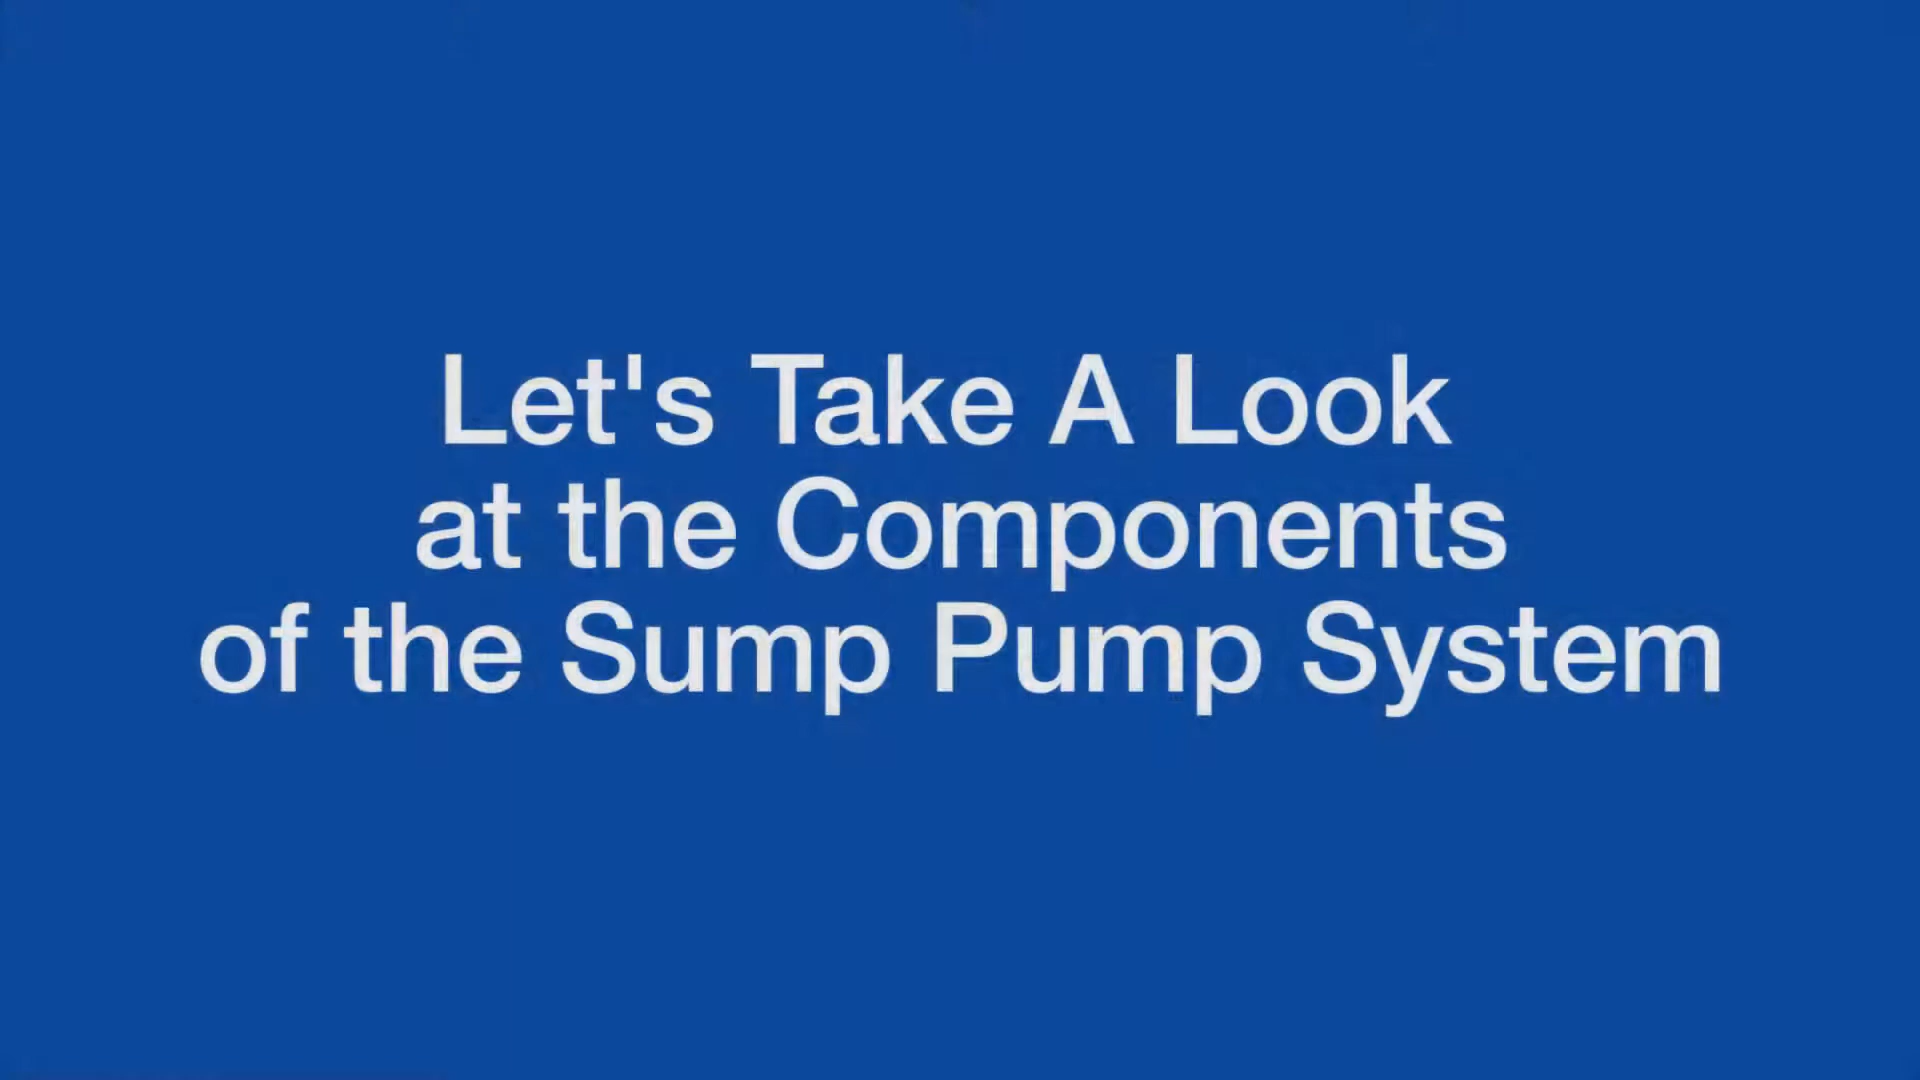 Let's Take A Look
at the Components
of the Sump Pump System